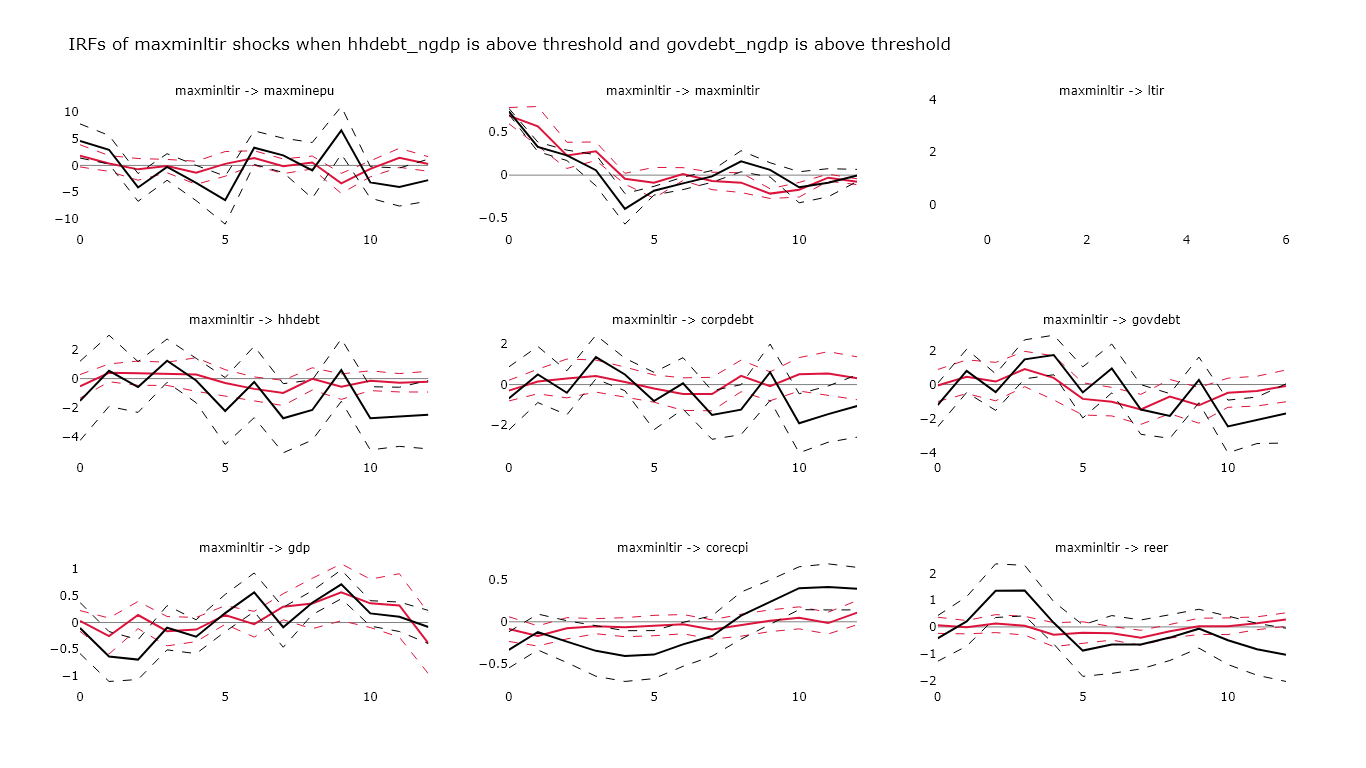 IRFs of maxminltir shocks when hhdebt_ngdp is above threshold and govdebt_ngdp is above threshold
maxminltir -> maxminepu
10
5
0
−5
−10
0 5 10
maxminltir -> maxminltir
0.5
0
−0.5
0 5 10
maxminltir -> ltir
4
2
0
0 2 4 6
maxminltir -> hhdebt
2
0
−2
−4
0 5 10
maxminltir -> corpdebt
2
0
−2
0 5 10
maxminltir -> govdebt
2
0
−2
−4
0 5 10
maxminltir -> gdp
1
0.5
0
−0.5
−1
0 5 10
maxminltir -> corecpi
0.5
0
−0.5
0 5 10
maxminltir -> reer
2
1
0
−1
−2
0 5 10